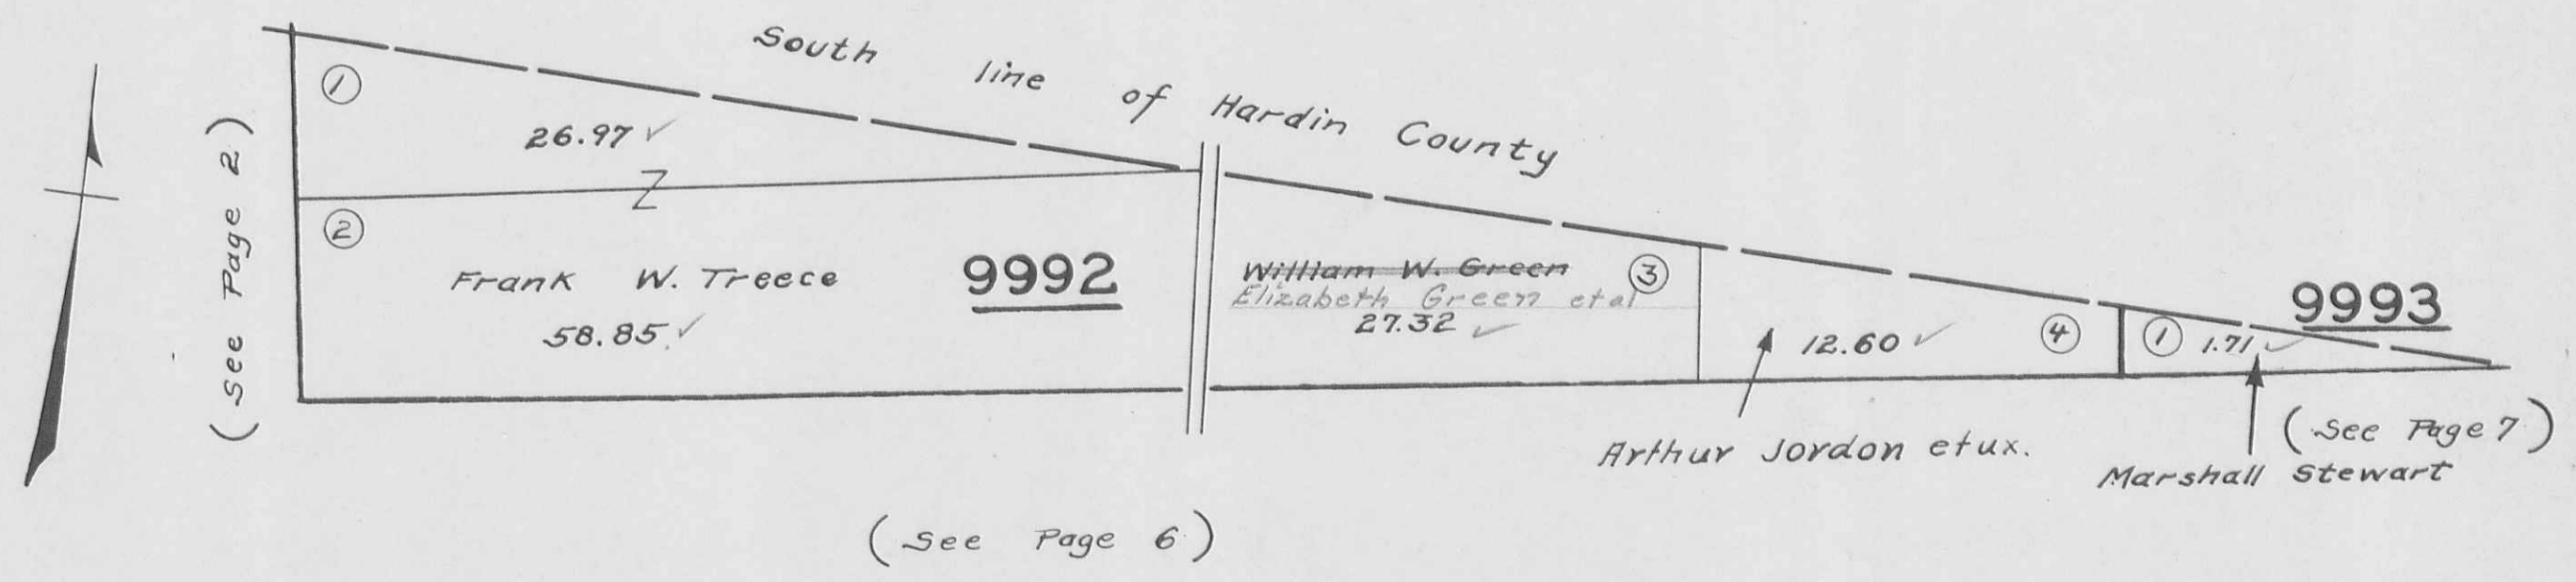 South line of Hardin County
(See Page 2)
①
26.97 ✓
Z
②
Frank W. Treece
58.85 ✓
9992
William W. Green
Elizabeth Green etal
③
27.32 ✓
12.60 ✓
④
①
1.71 ✓
9993
Arthur Jordon etux.
Marshall Stewart
(See Page 7)
(See Page 6)